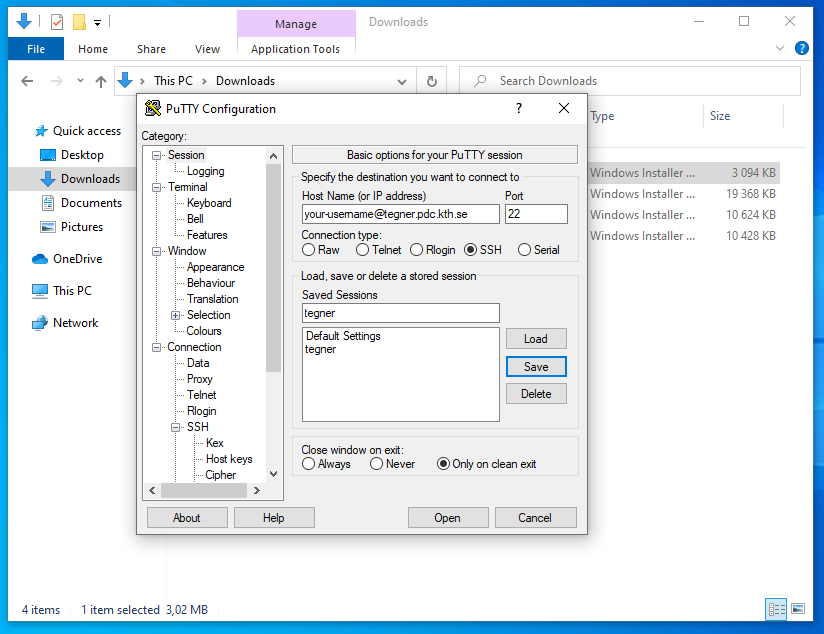 Manage
Downloads
File
Home
Share
View
Application Tools
This PC
Downloads
Search Downloads
Quick access
Desktop
Downloads
Documents
Pictures
OneDrive
This PC
Network
Type
Size
Windows Installer ...
3 094 KB
Windows Installer ...
19 368 KB
Windows Installer ...
10 624 KB
Windows Installer ...
10 428 KB
PuTTY Configuration
?
Category:
Session
Logging
Terminal
Keyboard
Bell
Features
Window
Appearance
Behaviour
Translation
Selection
Colours
Connection
Data
Proxy
Telnet
Rlogin
SSH
Kex
Host keys
Cipher
Basic options for your PuTTY session
Specify the destination you want to connect to
Host Name (or IP address)
Port
your-username@tegner.pdc.kth.se
22
Connection type:
Raw
Telnet
Rlogin
SSH
Serial
Load, save or delete a stored session
Saved Sessions
tegner
Default Settings
tegner
Load
Save
Delete
Close window on exit:
Always
Never
Only on clean exit
About
Help
Open
Cancel
4 items
1 item selected 3,02 MB